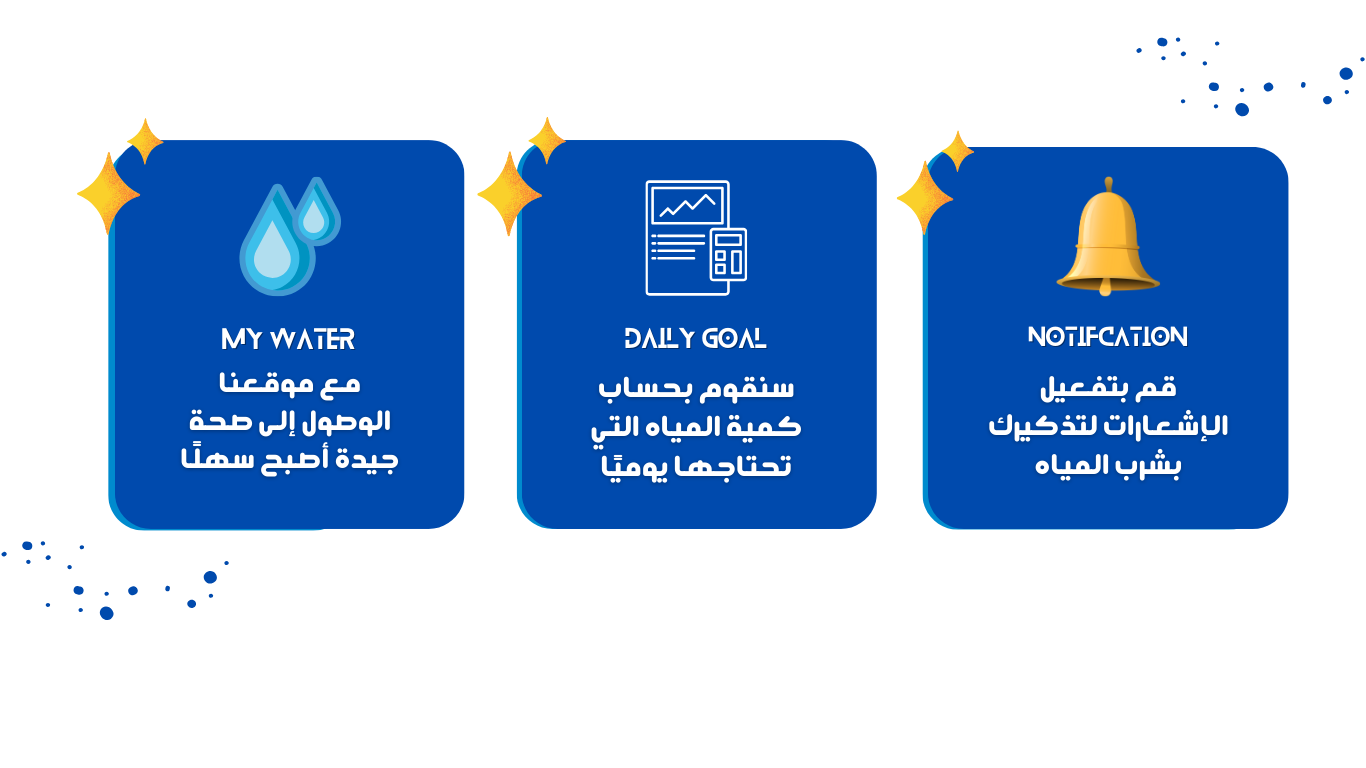 MY WATER
مع موقعنا
الوصول إلى صحة
جيدة أصبح سهلًا
DAILY GOAL
سنقوم بحساب
كمية المياه التي
تحتاجها يوميًا
NOTIFCATION
قم بتفعيل
الإشعارات لتذكيرك
بشرب المياه